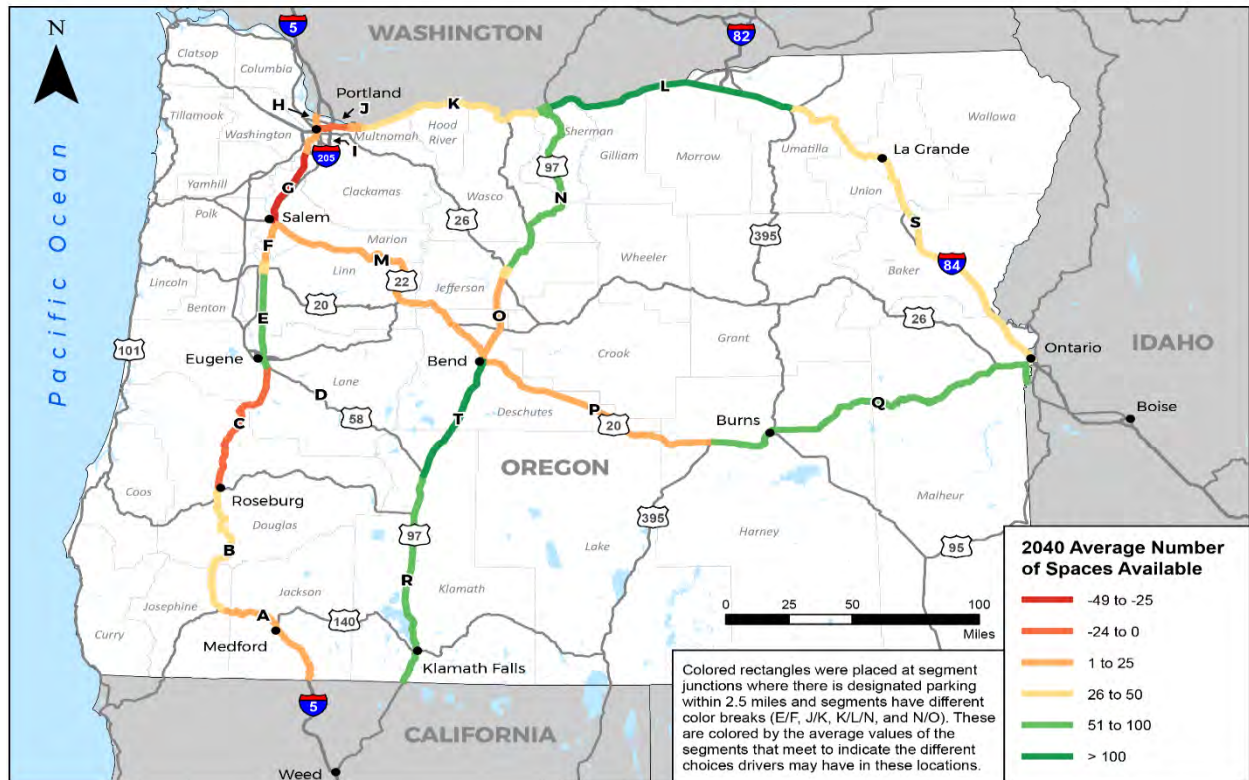 5
82
WASHINGTON
N
Clatsop
Columbia
Portland
H
J
K
L
Tillamook
Washington
Multnomah
Hood
River
Sherman
Wallowa
I
205
Gilliam
Morrow
Umatilla
La Grande
97
Yamhill
Clackamas
Union
G
Wasco
N
Polk
Salem
26
395
S
F
Marion
M
Wheeler
84
Lincoln
Linn
22
Jefferson
Baker
Benton
20
O
26
E
Grant
101
Crook
Ontario
IDAHO
Eugene
Bend
Pacific Ocean
Lane
D
58
Deschutes
P
20
Q
Boise
C
T
Burns
OREGON
Coos
Roseburg
Malheur
Douglas
97
395
Harney
95
B
Lake
R
Klamath
Josephine
Jackson
A
140
Curry
Medford
Klamath Falls
5
CALIFORNIA
Weed
0 25 50 100
Miles
Colored rectangles were placed at segment
junctions where there is designated parking
within 2.5 miles and segments have different
color breaks (E/F, J/K, K/L/N, and N/O). These
are colored by the average values of the
segments that meet to indicate the different
choices drivers may have in these locations.
2040 Average Number
of Spaces Available
-49 to -25
-24 to 0
1 to 25
26 to 50
51 to 100
> 100